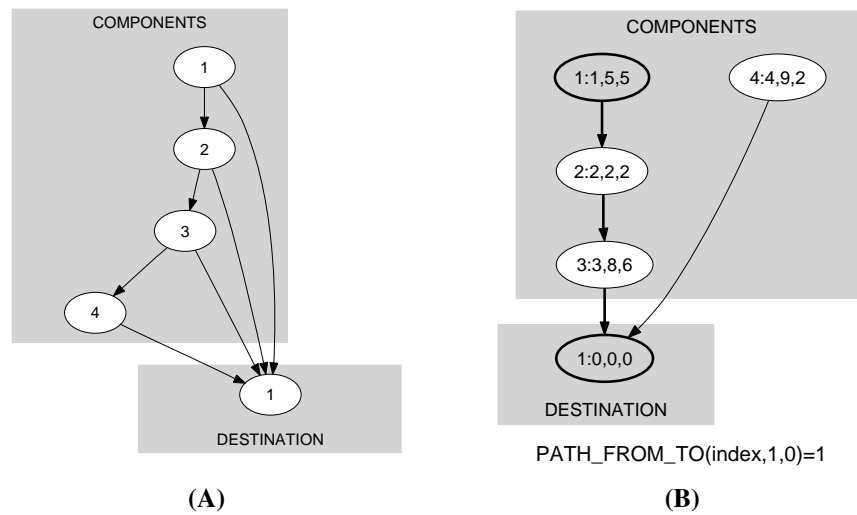 COMPONENTS
1
2
3
4
1
DESTINATION
(A)
COMPONENTS
1:1,5,5
4:4,9,2
2:2,2,2
3:3,8,6
1:0,0,0
DESTINATION
PATH_FROM_TO(index,1,0)=1
(B)